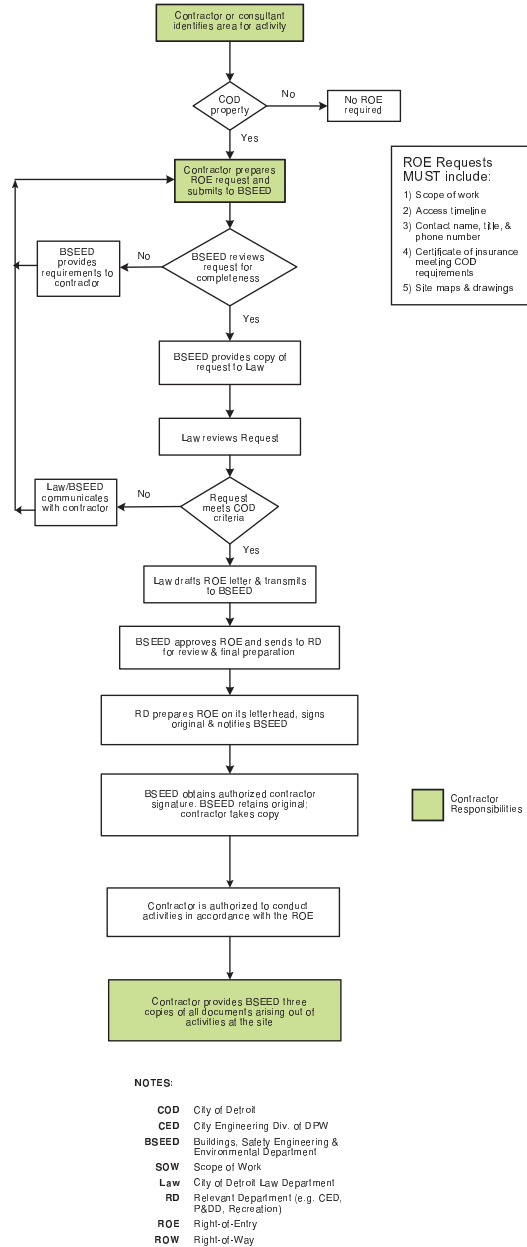 Contractor or consultant
identifies area for activity
COD
property
No
No ROE
required
Yes
Contractor prepares
ROE request and
submits to BSEED
ROE Requests
MUST include:
1) Scope of work
2) Access timeline
3) Contact name, title, &
phone number
4) Certificate of insurance
meeting COD
requirements
5) Site maps & drawings
BSEED reviews
request for
completeness
No
BSEED
provides
requirements to
contractor
Yes
BSEED provides copy of
request to Law
Law reviews Request
Request
meets COD
criteria
No
Law/BSEED
communicates
with contractor
Yes
Law drafts ROE letter & transmits
to BSEED
BSEED approves ROE and sends to RD
for review & final preparation
RD prepares ROE on its letterhead, signs
original & notifies BSEED
BSEED obtains authorized contractor
signature. BSEED retains original;
contractor takes copy
Contractor
Responsibilities
Contractor is authorized to conduct
activities in accordance with the ROE
Contractor provides BSEED three
copies of all documents arising out of
activities at the site
NOTES:
COD City of Detroit
CED City Engineering Div. of DPW
BSEED Buildings, Safety Engineering &
Environmental Department
SOW Scope of Work
Law City of Detroit Law Department
RD Relevant Department (e.g. CED,
P&DD, Recreation)
ROE Right-of-Entry
ROW Right-of-Way